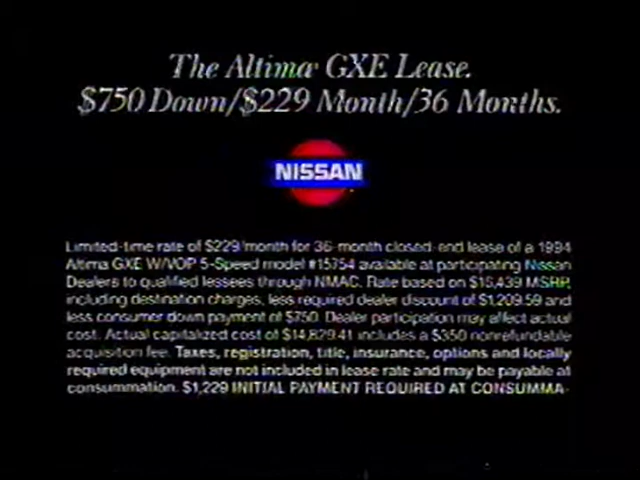 The Altima GXE Lease.
$750 Down/$229 Month/36 Months.
NISSAN
Limited-time rate of $229/month for 36-month closed-end lease of a 1994
Altima GXE W/VOP 5-Speed model #15754 available at participating Nissan
Dealers to qualified lessees through NMAC. Rate based on MSRP,
including destination charges, less required dealer discount of $1,209.59 and
less consumer down payment of $750. Dealer participation may affect actual
cost. Actual capitalized cost of $14,829.41 includes a $350 nonrefundable
acquisition fee. Taxes, registration, title, insurance, options and locally
required equipment are not included in lease rate and may be payable at
consummation. $1,229 INITIAL PAYMENT REQUIRED AT CONSUMMA-